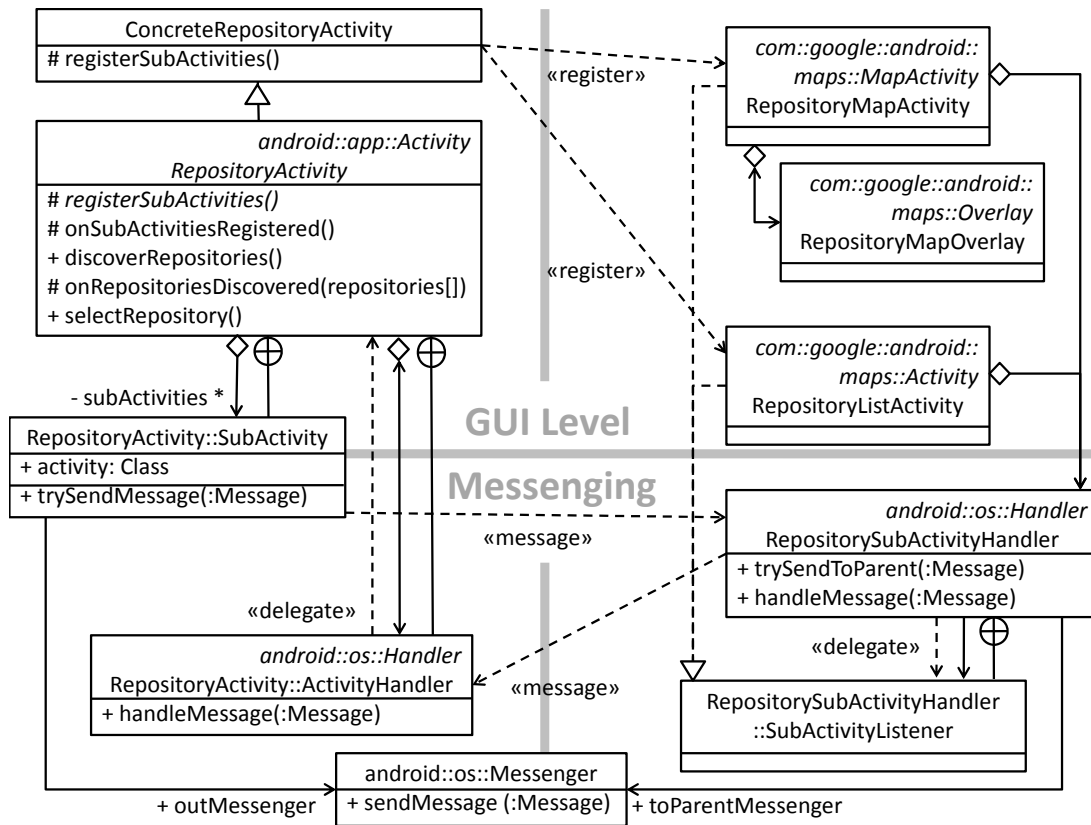 ConcreteRepositoryActivity
# registerSubActivities()
«register»
com::google::android::
maps::MapActivity
RepositoryMapActivity
android::app::Activity
RepositoryActivity
# registerSubActivities()
# onSubActivitiesRegistered()
+ discoverRepositories()
# onRepositoriesDiscovered(repositories[])
+ selectRepository()
com::google::android::
maps::Overlay
RepositoryMapOverlay
«register»
com::google::android::
maps::Activity
RepositoryListActivity
- subActivities *
GUI Level
RepositoryActivity::SubActivity
+ activity: Class
+ trySendMessage(:Message)
Messenging
«message»
android::os::Handler
RepositorySubActivityHandler
+ trySendToParent(:Message)
+ handleMessage(:Message)
«delegate»
«delegate»
android::os::Handler
RepositoryActivity::ActivityHandler
+ handleMessage(:Message)
«message»
RepositorySubActivityHandler
::SubActivityListener
android::os::Messenger
+ sendMessage (:Message)
+ outMessenger
+ toParentMessenger